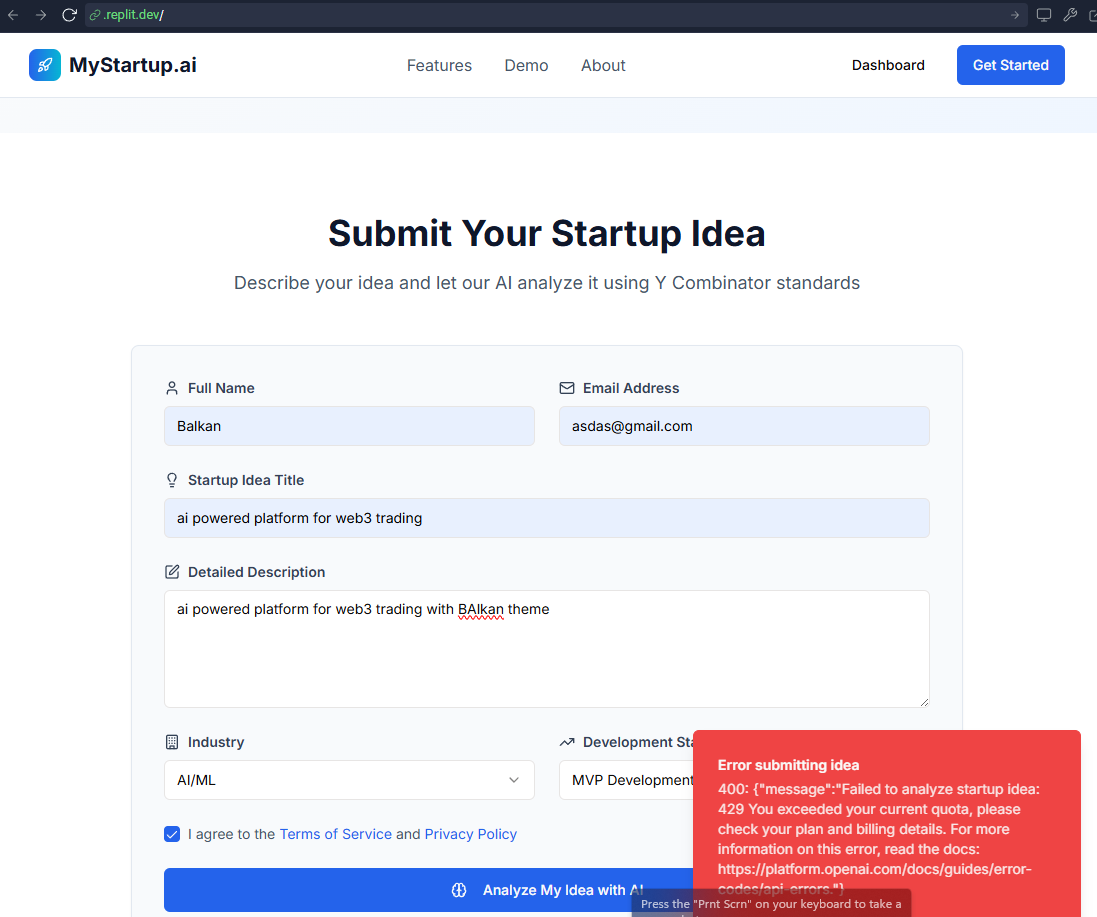 .replit.dev/
MyStartup.ai
Features
Demo
About
Dashboard
Get Started
Submit Your Startup Idea
Describe your idea and let our AI analyze it using Y Combinator standards
Full Name
Email Address
Balkan
asdas@gmail.com
Startup Idea Title
ai powered platform for web3 trading
Detailed Description
ai powered platform for web3 trading with BAlkan theme
Industry
Development Sta
AI/ML
MVP Development
I agree to the Terms of Service and Privacy Policy
Analyze My Idea with AI
Error submitting idea
400: {"message":"Failed to analyze startup idea:
429 You exceeded your current quota, please
check your plan and billing details. For more
information on this error, read the docs:
https://platform.openai.com/docs/guides/error-
codes/api-errors."}
Press the "Prnt Scrn" on your keyboard to take a